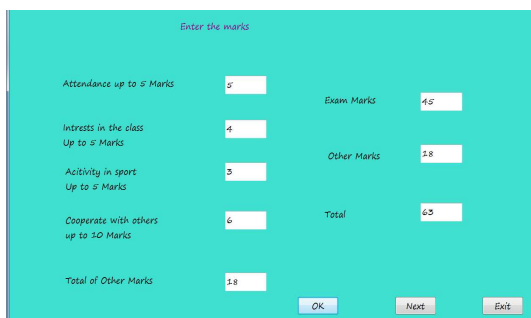 Enter the marks
Attendance up to 5 Marks 5
Intrests in the class
Up to 5 Marks 4
Acitivity in sport
Up to 5 Marks 3
Cooperate with others
up to 10 Marks 6
Total of Other Marks 18
Exam Marks 45
Other Marks 18
Total 63
OK Next Exit